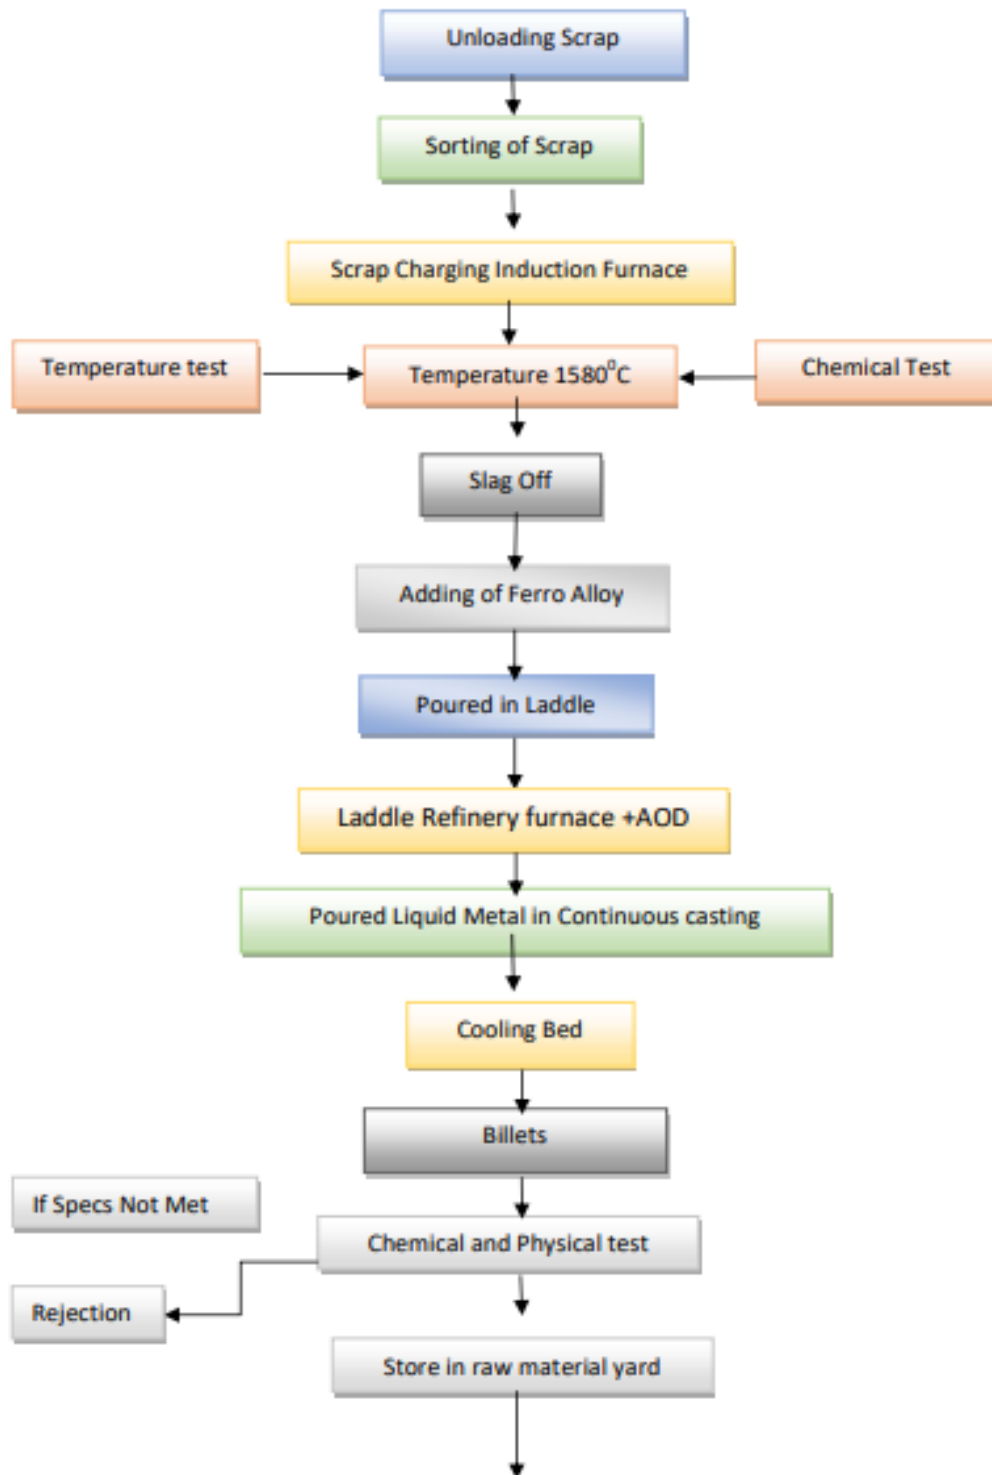 Unloading Scrap
Sorting of Scrap
Scrap Charging Induction Furnace
Temperature test
Temperature 1580⁰C
Chemical Test
Slag Off
Adding of Ferro Alloy
Poured in Laddle
Laddle Refinery furnace +AOD
Poured Liquid Metal in Continuous casting
Cooling Bed
Billets
If Specs Not Met
Chemical and Physical test
Rejection
Store in raw material yard